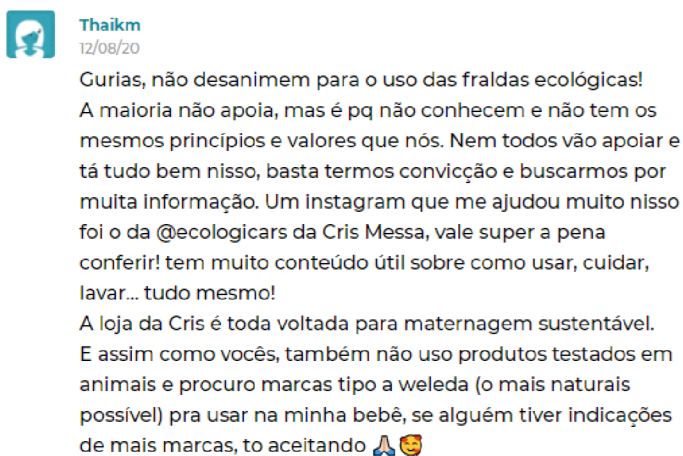 Thaikm
12/08/20
Gurias, não desanimem para o uso das fraldas ecológicas!
A maioria não apoia, mas é pq não conhecem e não tem os
mesmos princípios e valores que nós. Nem todos vão apoiar e
tá tudo bem nisso, basta termos convicção e buscarmos por
muita informação. Um instagram que me ajudou muito nisso
foi o da @ecologicars da Cris Messa, vale super a pena
conferir! tem muito conteúdo útil sobre como usar, cuidar,
lavar... tudo mesmo!
A loja da Cris é toda voltada para maternagem sustentável.
E assim como vocês, também não uso produtos testados em
animais e procuro marcas tipo a weleda (o mais naturais
possível) pra usar na minha bebê, se alguém tiver indicações
de mais marcas, to aceitando 🙏🏻🥰